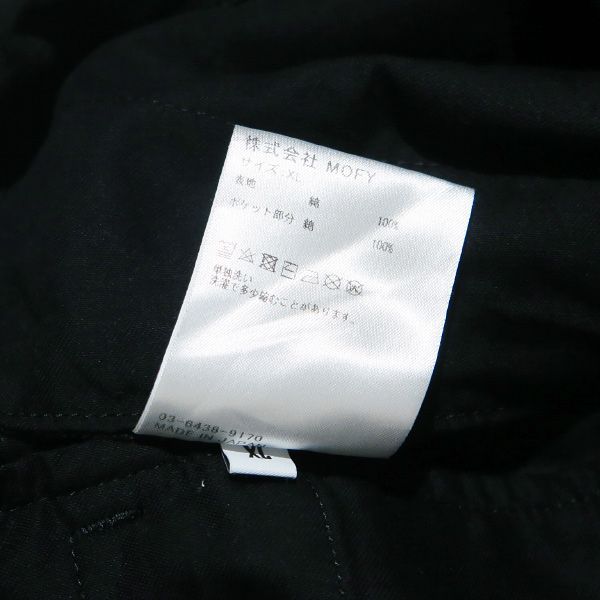 株式会社 MOFY
サイズ:XL
表地 綿 100%
ポケット部分 綿 100%
単独洗い
洗濯で多少縮むことがあります。
03-6438-9170
MADE IN JAPAN
XL